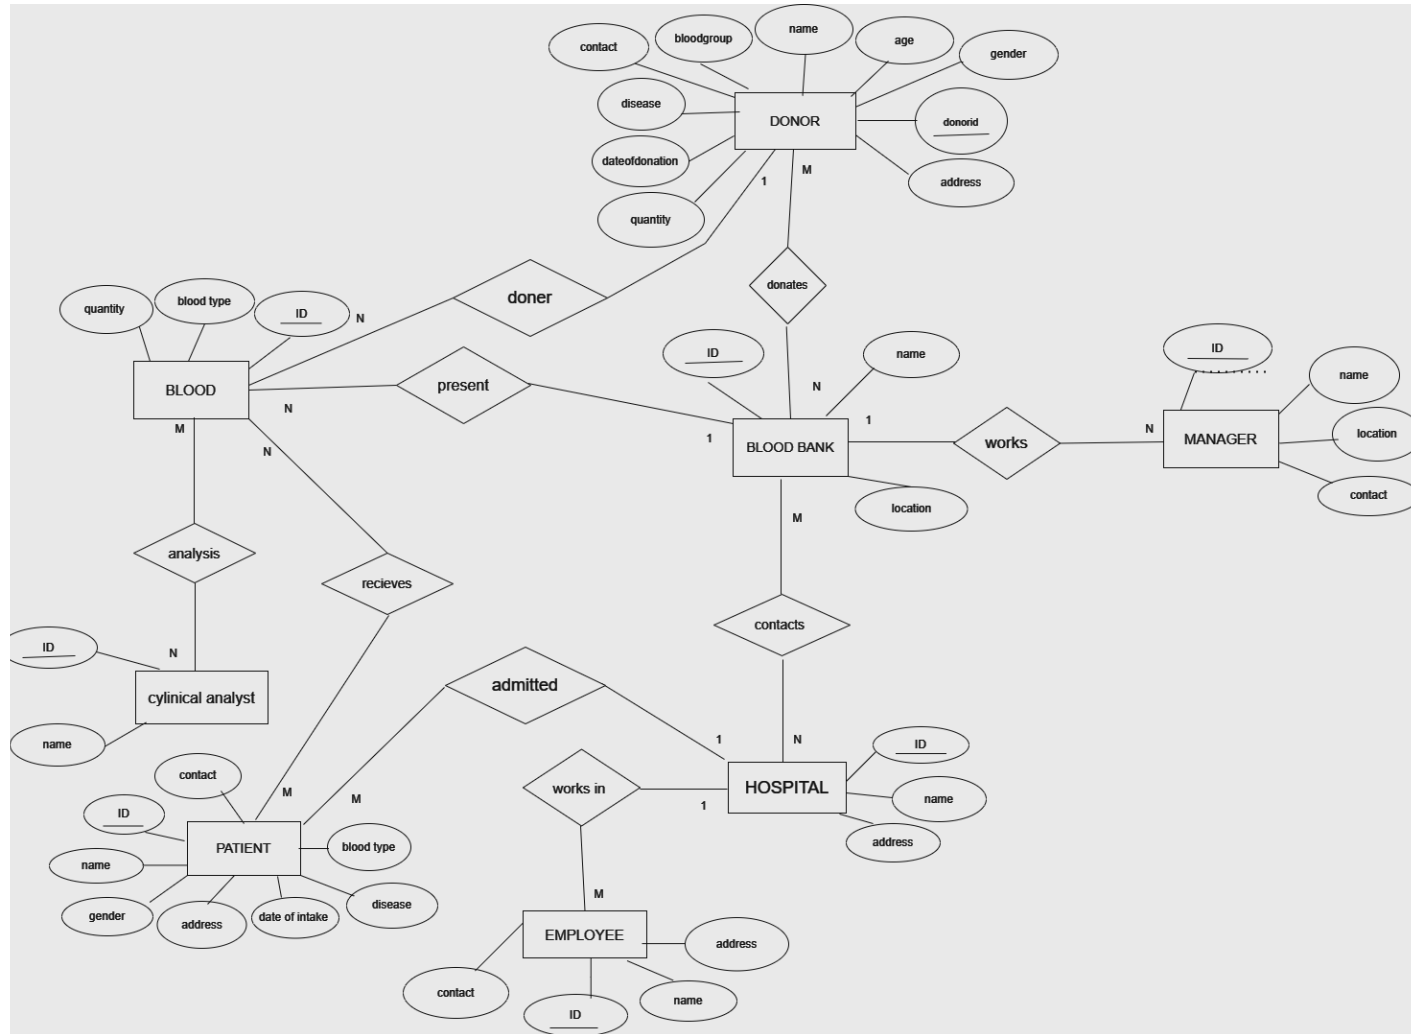 name
bloodgroup
age
contact
gender
disease
DONOR
donorid
dateofdonation
M
1
address
quantity
donates
doner
quantity
blood type
ID
N
ID
name
ID
name
BLOOD
present
N
N
1
1
N
M
N
BLOOD BANK
works
MANAGER
location
contact
location
M
analysis
recieves
contacts
ID
N
cylinical analyst
admitted
name
1
N
ID
contact
works in
HOSPITAL
name
M
M
1
ID
address
PATIENT
blood type
name
gender
address
date of intake
disease
M
EMPLOYEE
address
contact
name
ID